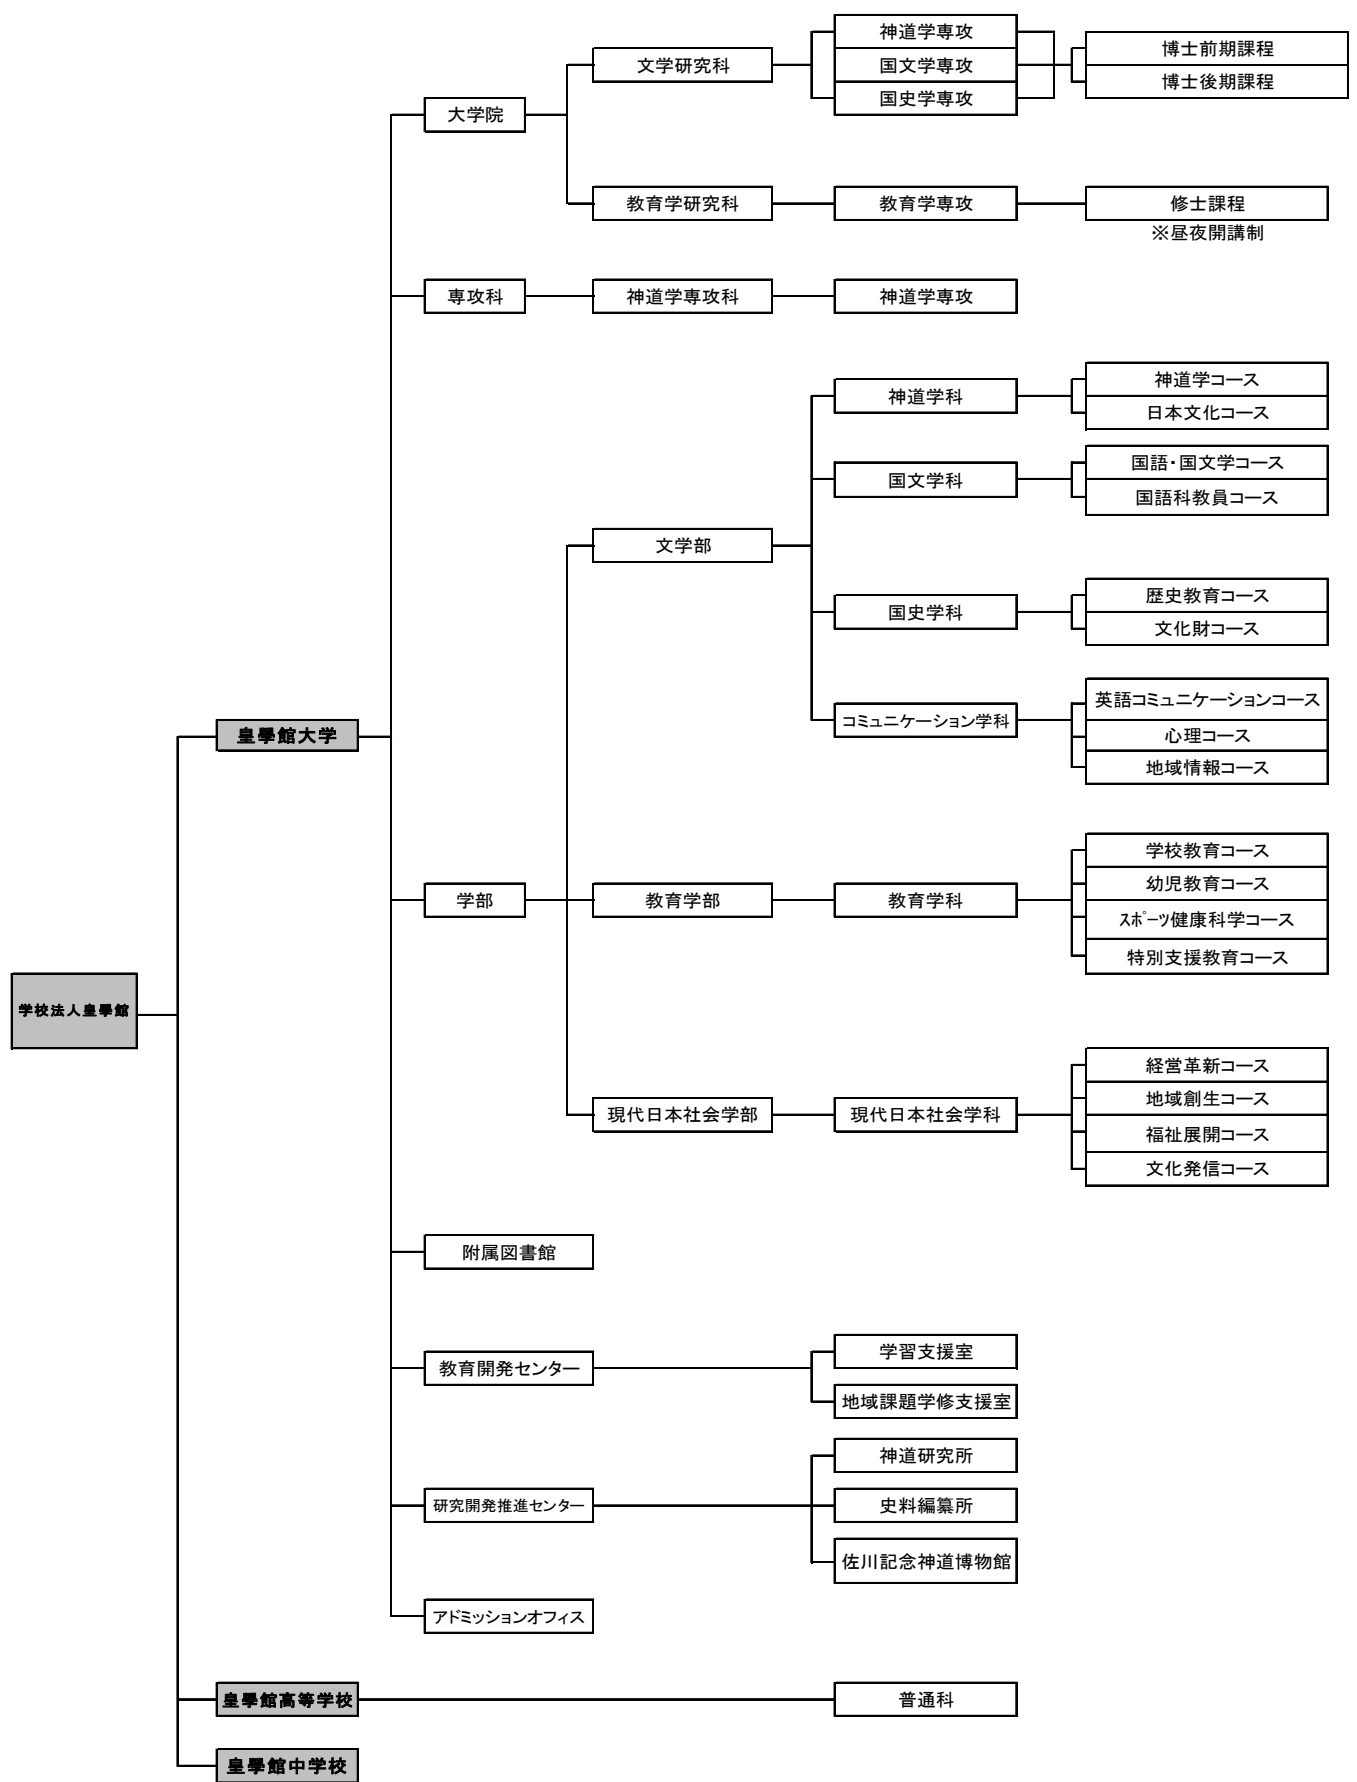 神道学専攻
国文学専攻
国史学専攻
文学研究科
博士前期課程
博士後期課程
大学院
教育学研究科
教育学専攻
修士課程
※昼夜開講制
専攻科
神道学専攻科
神道学専攻
神道学科
神道学コース
日本文化コース
国文学科
国語・国文学コース
国語科教員コース
文学部
国史学科
歴史教育コース
文化財コース
コミュニケーション学科
英語コミュニケーションコース
心理コース
地域情報コース
皇學館大学
学部
教育学部
教育学科
学校教育コース
幼児教育コース
スポーツ健康科学コース
特別支援教育コース
学校法人皇學館
現代日本社会学部
現代日本社会学科
経営革新コース
地域創生コース
福祉展開コース
文化発信コース
附属図書館
教育開発センター
学習支援室
地域課題学修支援室
研究開発推進センター
神道研究所
史料編纂所
佐川記念神道博物館
アドミッションオフィス
皇學館高等学校
普通科
皇學館中学校